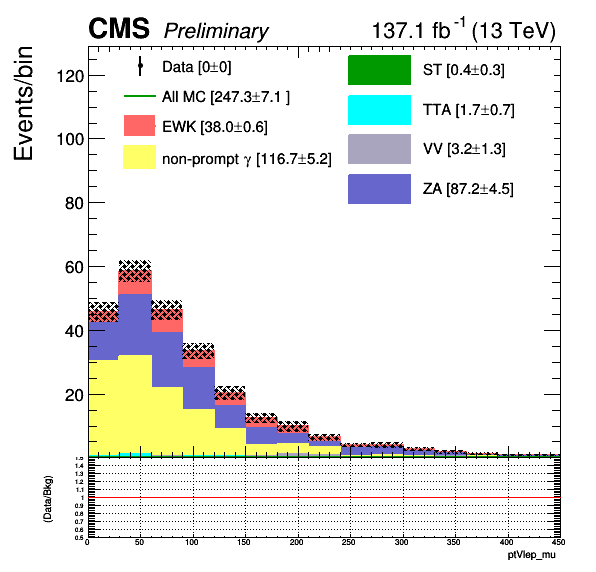 CMS Preliminary 137.1 fb⁻¹ (13 TeV)
Events/bin
Data [0±0]
All MC [247.3±7.1 ]
EWK [38.0±0.6]
non-prompt γ [116.7±5.2]
ST [0.4±0.3]
TTA [1.7±0.7]
VV [3.2±1.3]
ZA [87.2±4.5]
120
100
80
60
40
20
(Data/Bkg)
1.5
1.4
1.3
1.2
1.1
1
0.9
0.8
0.7
0.6
0.5
0 50 100 150 200 250 300 350 400 450
ptVlep_mu